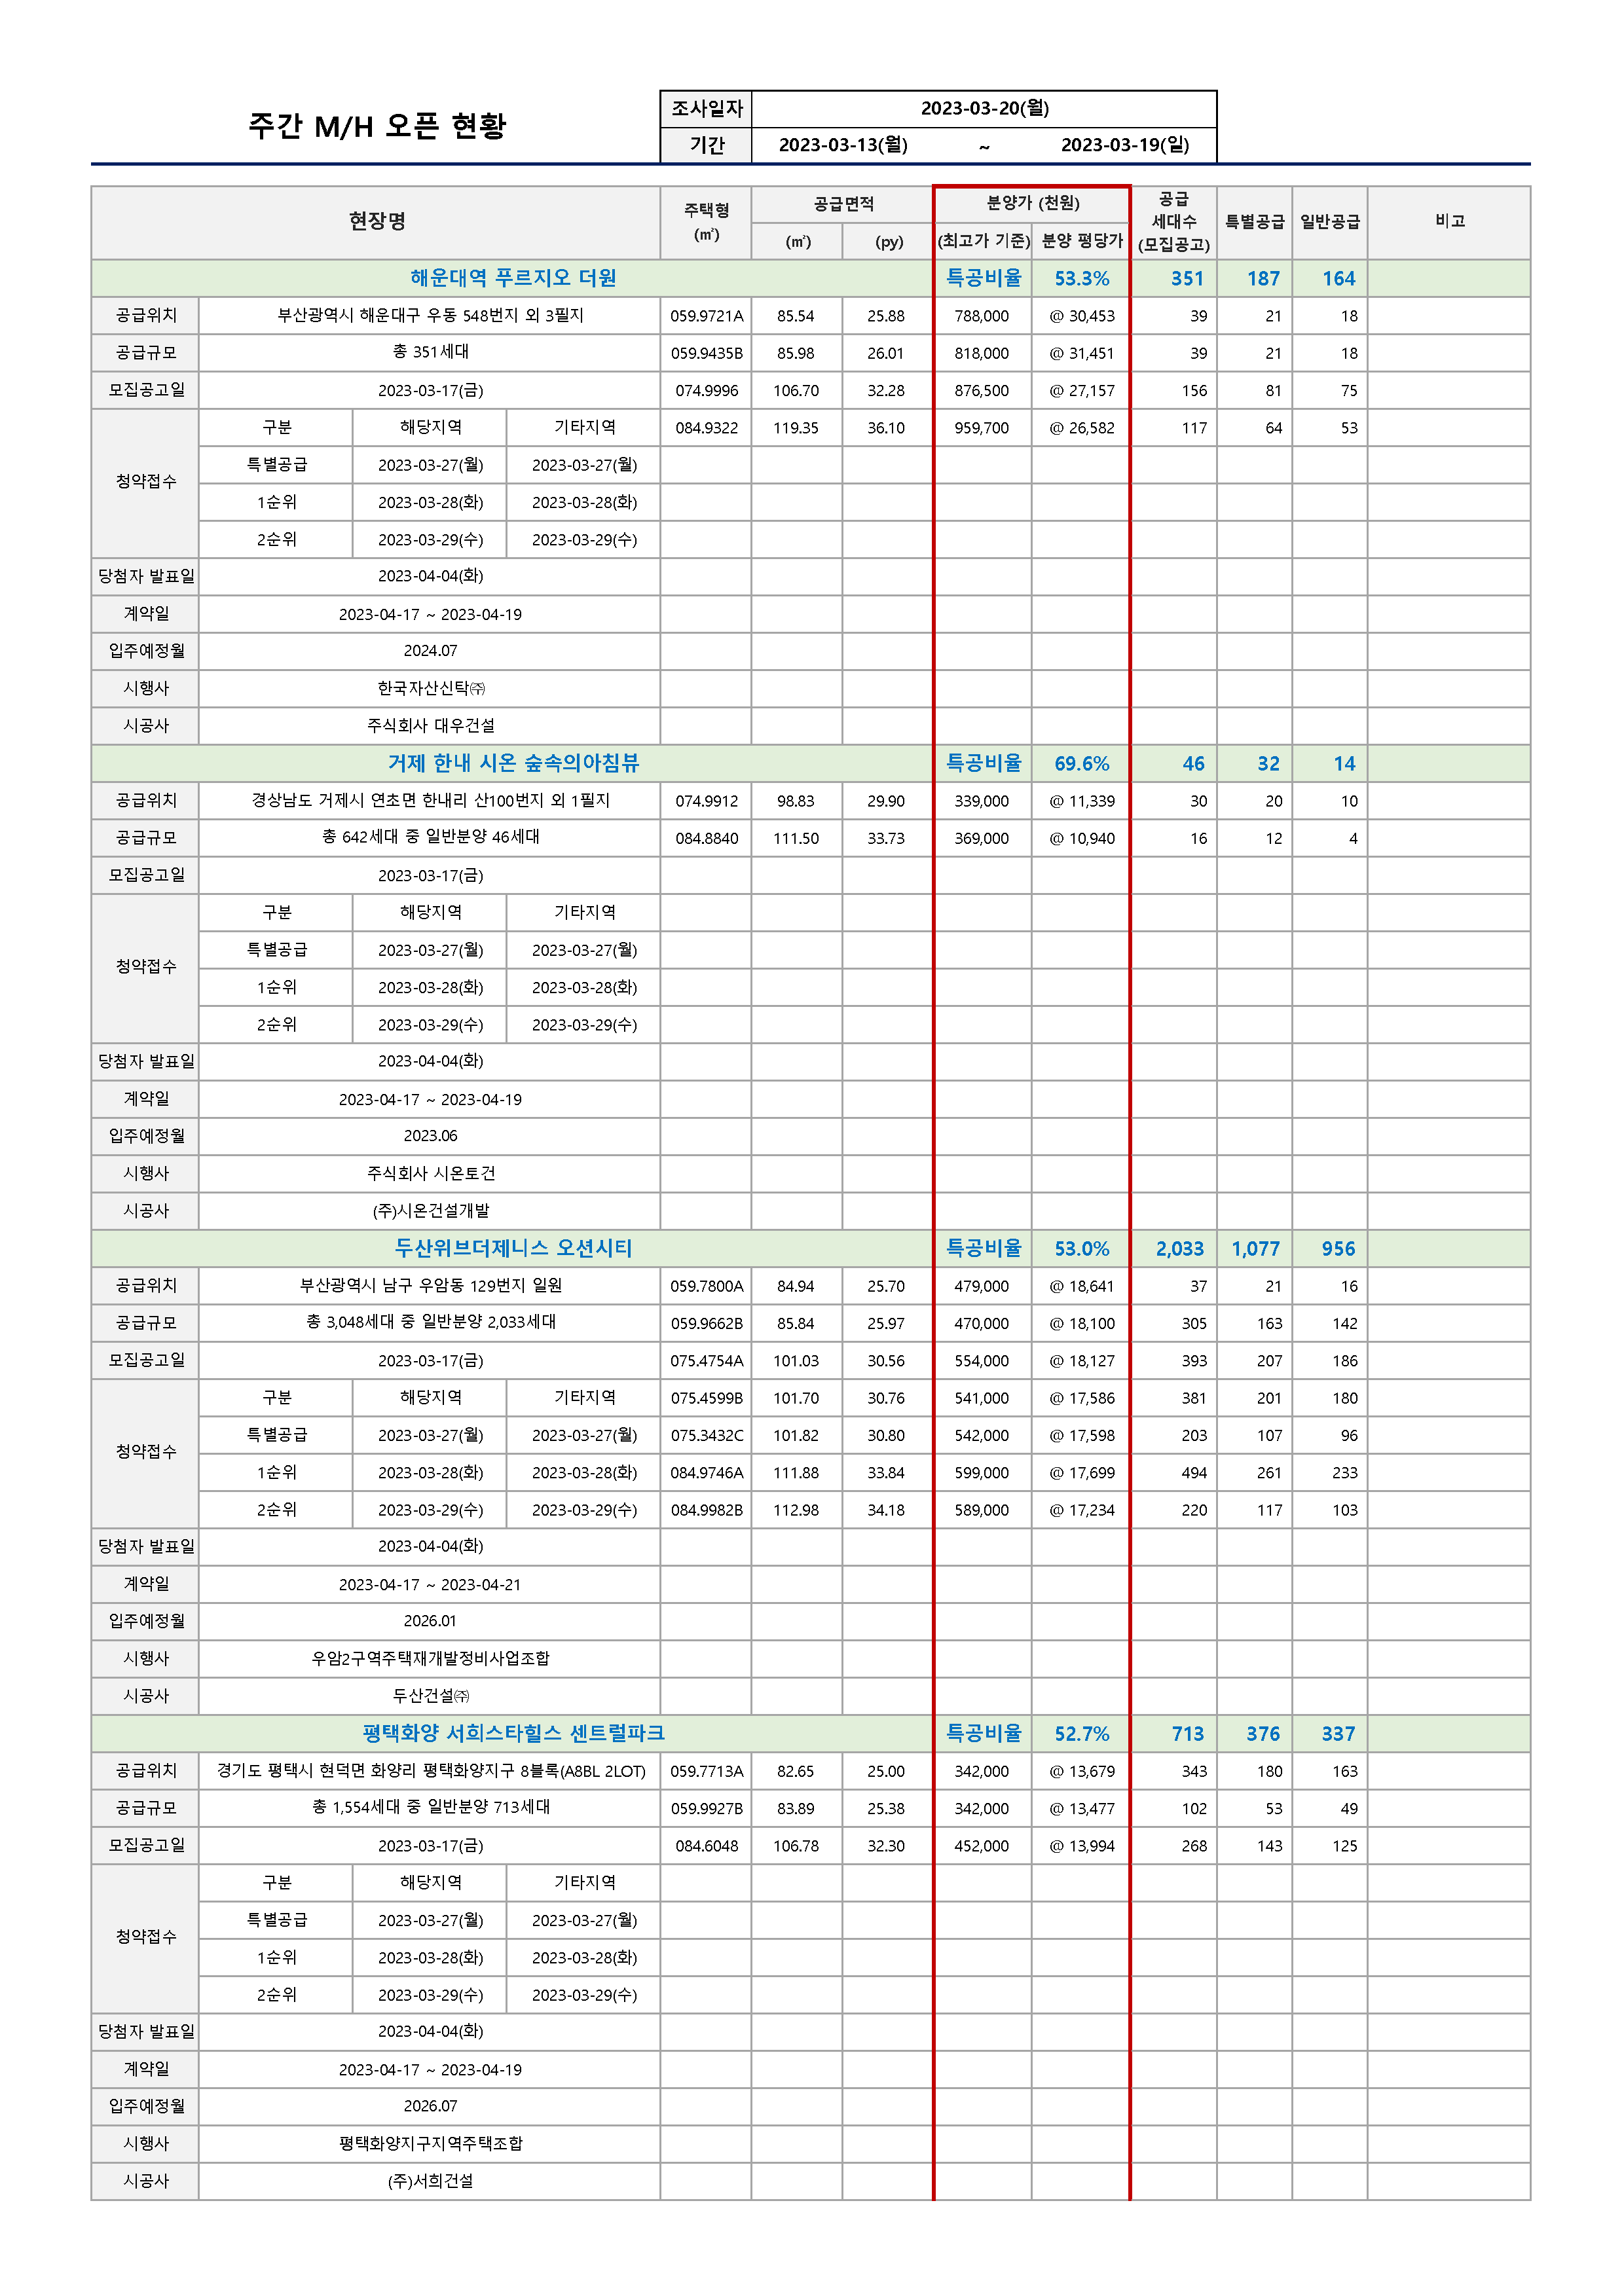 주간 M/H 오픈 현황
조사일자 2023-03-20(월)
기간 2023-03-13(월) ~ 2023-03-19(일)
현장명 주택형 (㎡) 공급면적 (㎡) (py) 분양가 (천원) (최고가 기준) 분양 평당가 공급 세대수 (모집공고) 특별공급 일반공급 비고
해운대역 푸르지오 더원 특공비율 53.3% 351 187 164
공급위치 부산광역시 해운대구 우동 548번지 외 3필지 059.9721A 85.54 25.88 788,000 @ 30,453 39 21 18
공급규모 총 351세대 059.9435B 85.98 26.01 818,000 @ 31,451 39 21 18
모집공고일 2023-03-17(금) 074.9996 106.70 32.28 876,500 @ 27,157 156 81 75
청약접수 구분 해당지역 기타지역 084.9322 119.35 36.10 959,700 @ 26,582 117 64 53
특별공급 2023-03-27(월) 2023-03-27(월)
1순위 2023-03-28(화) 2023-03-28(화)
2순위 2023-03-29(수) 2023-03-29(수)
당첨자 발표일 2023-04-04(화)
계약일 2023-04-17 ~ 2023-04-19
입주예정월 2024.07
시행사 한국자산신탁㈜
시공사 주식회사 대우건설
거제 한내 시온 숲속의아침뷰 특공비율 69.6% 46 32 14
공급위치 경상남도 거제시 연초면 한내리 산100번지 외 1필지 074.9912 98.83 29.90 339,000 @ 11,339 30 20 10
공급규모 총 642세대 중 일반분양 46세대 084.8840 111.50 33.73 369,000 @ 10,940 16 12 4
모집공고일 2023-03-17(금)
청약접수 구분 해당지역 기타지역
특별공급 2023-03-27(월) 2023-03-27(월)
1순위 2023-03-28(화) 2023-03-28(화)
2순위 2023-03-29(수) 2023-03-29(수)
당첨자 발표일 2023-04-04(화)
계약일 2023-04-17 ~ 2023-04-19
입주예정월 2023.06
시행사 주식회사 시온토건
시공사 (주)시온건설개발
두산위브더제니스 오션시티 특공비율 53.0% 2,033 1,077 956
공급위치 부산광역시 남구 우암동 129번지 일원 059.7800A 84.94 25.70 479,000 @ 18,641 37 21 16
공급규모 총 3,048세대 중 일반분양 2,033세대 059.9662B 85.84 25.97 470,000 @ 18,100 305 163 142
모집공고일 2023-03-17(금) 075.4754A 101.03 30.56 554,000 @ 18,127 393 207 186
청약접수 구분 해당지역 기타지역 075.4599B 101.70 30.76 541,000 @ 17,586 381 201 180
특별공급 2023-03-27(월) 2023-03-27(월) 075.3432C 101.82 30.80 542,000 @ 17,598 203 107 96
1순위 2023-03-28(화) 2023-03-28(화) 084.9746A 111.88 33.84 599,000 @ 17,699 494 261 233
2순위 2023-03-29(수) 2023-03-29(수) 084.9982B 112.98 34.18 589,000 @ 17,234 220 117 103
당첨자 발표일 2023-04-04(화)
계약일 2023-04-17 ~ 2023-04-21
입주예정월 2026.01
시행사 우암2구역주택재개발정비사업조합
시공사 두산건설㈜
평택화양 서희스타힐스 센트럴파크 특공비율 52.7% 713 376 337
공급위치 경기도 평택시 현덕면 화양리 평택화양지구 8블록(A8BL 2LOT) 059.7713A 82.65 25.00 342,000 @ 13,679 343 180 163
공급규모 총 1,554세대 중 일반분양 713세대 059.9927B 83.89 25.38 342,000 @ 13,477 102 53 49
모집공고일 2023-03-17(금) 084.6048 106.78 32.30 452,000 @ 13,994 268 143 125
청약접수 구분 해당지역 기타지역
특별공급 2023-03-27(월) 2023-03-27(월)
1순위 2023-03-28(화) 2023-03-28(화)
2순위 2023-03-29(수) 2023-03-29(수)
당첨자 발표일 2023-04-04(화)
계약일 2023-04-17 ~ 2023-04-19
입주예정월 2026.07
시행사 평택화양지구지역주택조합
시공사 (주)서희건설